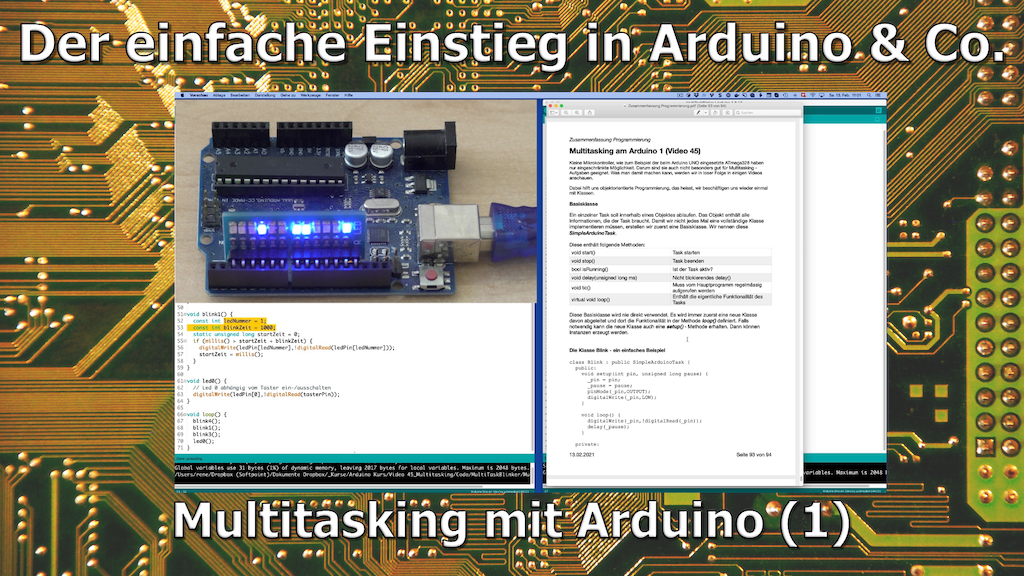 Der einfache Einstieg in Arduino & Co.
Zusammenfassung Programmierung
Multitasking am Arduino 1 (Video 45)
Kleine Mikrokontroller, wie zum Beispiel der beim Arduino UNO eingesetzte ATmega328 haben
nur eingeschränkte Möglichkeit. Darum sind sie auch nicht besonders gut für Multitasking -
Aufgaben geeignet. Was man damit machen kann, werden wir in loser Folge in einigen Videos
anschauen.
Dabei hilft uns objektorientierte Programmierung, das heisst, wir beschäftigen uns wieder einmal
mit Klassen.
Basisklasse
Ein einzelner Task soll innerhalb eines Objektes ablaufen. Das Objekt enthält alle
Informationen, die der Task braucht. Damit wir nicht jedes Mal eine vollständige Klasse
implementieren müssen, erstellen wir zuerst eine Basisklasse. Wir nennen diese
SimpleArduinoTask.
Diese enthält folgende Methoden:
void start() Task starten
void stop() Task beenden
bool isRunning() Ist der Task aktiv?
void delay(unsigned long ms) Nicht blockierendes delay()
void tic() Muss vom Hauptprogramm regelmässig
aufgerufen werden
virtual void loop() Enthält die eigentliche Funktionalität des
Tasks
Diese Basisklasse wird nie direkt verwendet. Es wird immer zuerst eine neue Klasse
davon abgeleitet und dort die Funktionalität in der Methode loop() definiert. Falls
notwendig kann die neue Klasse auch eine setup() - Methode erhalten. Dann können
Instanzen erzeugt werden.
Die Klasse Blink - ein einfaches Beispiel
class Blink : public SimpleArduinoTask {
public:
void setup(int pin, unsigned long pause) {
_pin = pin;
_pause = pause;
pinMode(_pin,OUTPUT);
digitalWrite(_pin,LOW);
}
void loop() {
digitalWrite(_pin,!digitalRead(_pin));
delay(_pause);
}
private:
13.02.2021 Seite 93 von 94
50
51 void blink1() {
52 const int ledNummer = 1;
53 const int blinkZeit = 1000;
54 static unsigned long startZeit = 0;
55 if (millis() > startZeit + blinkZeit) {
56 digitalWrite(ledPin[ledNummer],!digitalRead(ledPin[ledNummer]));
57 startZeit = millis();
58 }
59 }
60
61 void led0() {
62 // Led 0 abhängig vom Taster ein-/ausschalten
63 digitalWrite(ledPin[0],!digitalRead(tasterPin));
64 }
65
66 void loop() {
67 blink4();
68 blink1();
69 blink3();
70 led0();
71 }
Global variables use 31 bytes (1%) of dynamic memory, leaving 2017 bytes for local variables. Maximum is 2048 bytes.
/Users/rene/Dropbox (Softpoint)/Dokumente Dropbox/_Kurse/Arduino Kurs/Video 45_Multitasking/Code/MultiTaskBlinker/Mu
variables. Maximum is 2048 b
Multitasking mit Arduino (1)